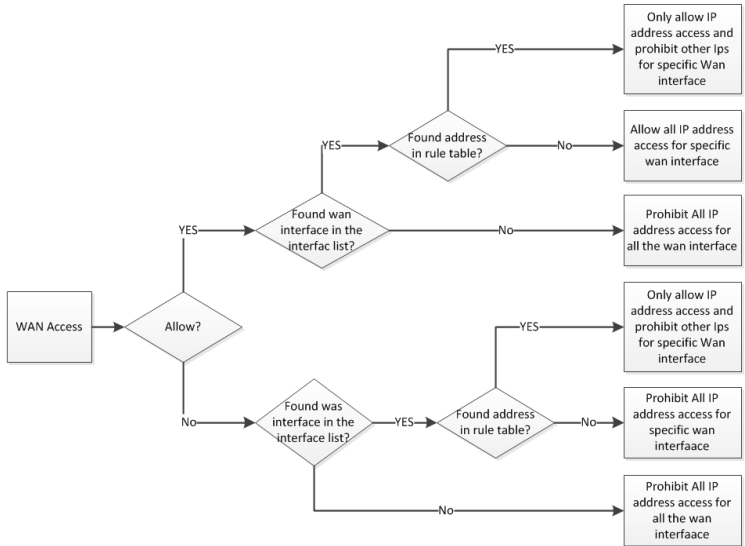 Only allow IP
address access and
prohibit other Ips
for specific Wan
interface
YES
Found address
in rule table?
YES
No
Allow all IP address
access for specific
wan interface
Found wan
interface in the
interfac list?
YES
No
Prohibit All IP
address access for
all the wan interface
WAN Access
Allow?
Only allow IP
address access and
prohibit other Ips
for specific Wan
interface
YES
No
Found was
interface in the
interface list?
YES
Found address
in rule table?
No
Prohibit All IP
address access for
specific wan
interfaace
No
Prohibit All IP
address access for
all the wan
interfaace